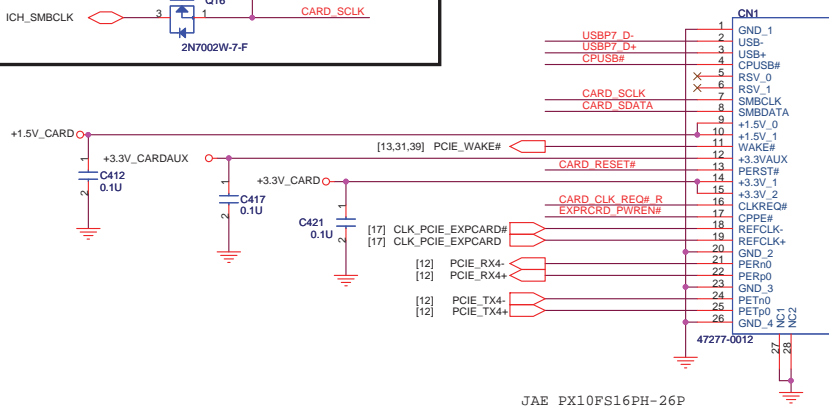 Q16
ICH_SMBCLK 3 1 CARD_SCLK
2N7002W-7-F
CN1
1 GND_1
USBP7_D- 2 USB-
USBP7_D+ 3 USB+
CPUSB# 4 CPUSB#
5 RSV_0
6 RSV_1
CARD_SCLK 7 SMBCLK
CARD_SDATA 8 SMBDATA
9 +1.5V_0
+1.5V_CARD 10 +1.5V_1
[13,31,39] PCIE_WAKE# 11 WAKE#
+3.3V_CARDAUX 12 +3.3VAUX
CARD_RESET# 13 PERST#
+3.3V_CARD 14 +3.3V_1
15 +3.3V_2
CARD_CLK_REQ#_R 16 CLKREQ#
EXPRCRD_PWREN# 17 CPPE#
[17] CLK_PCIE_EXPCARD# 18 REFCLK-
[17] CLK_PCIE_EXPCARD 19 REFCLK+
20 GND_2
[12] PCIE_RX4- 21 PERn0
[12] PCIE_RX4+ 22 PERp0
23 GND_3
[12] PCIE_TX4- 24 PETn0
[12] PCIE_TX4+ 25 PETp0
26 GND_4
NC1
NC2
27
28
47277-0012
1
C412
0.1U
2
1
C417
0.1U
2
1
C421
0.1U
2
JAE PX10FS16PH-26P